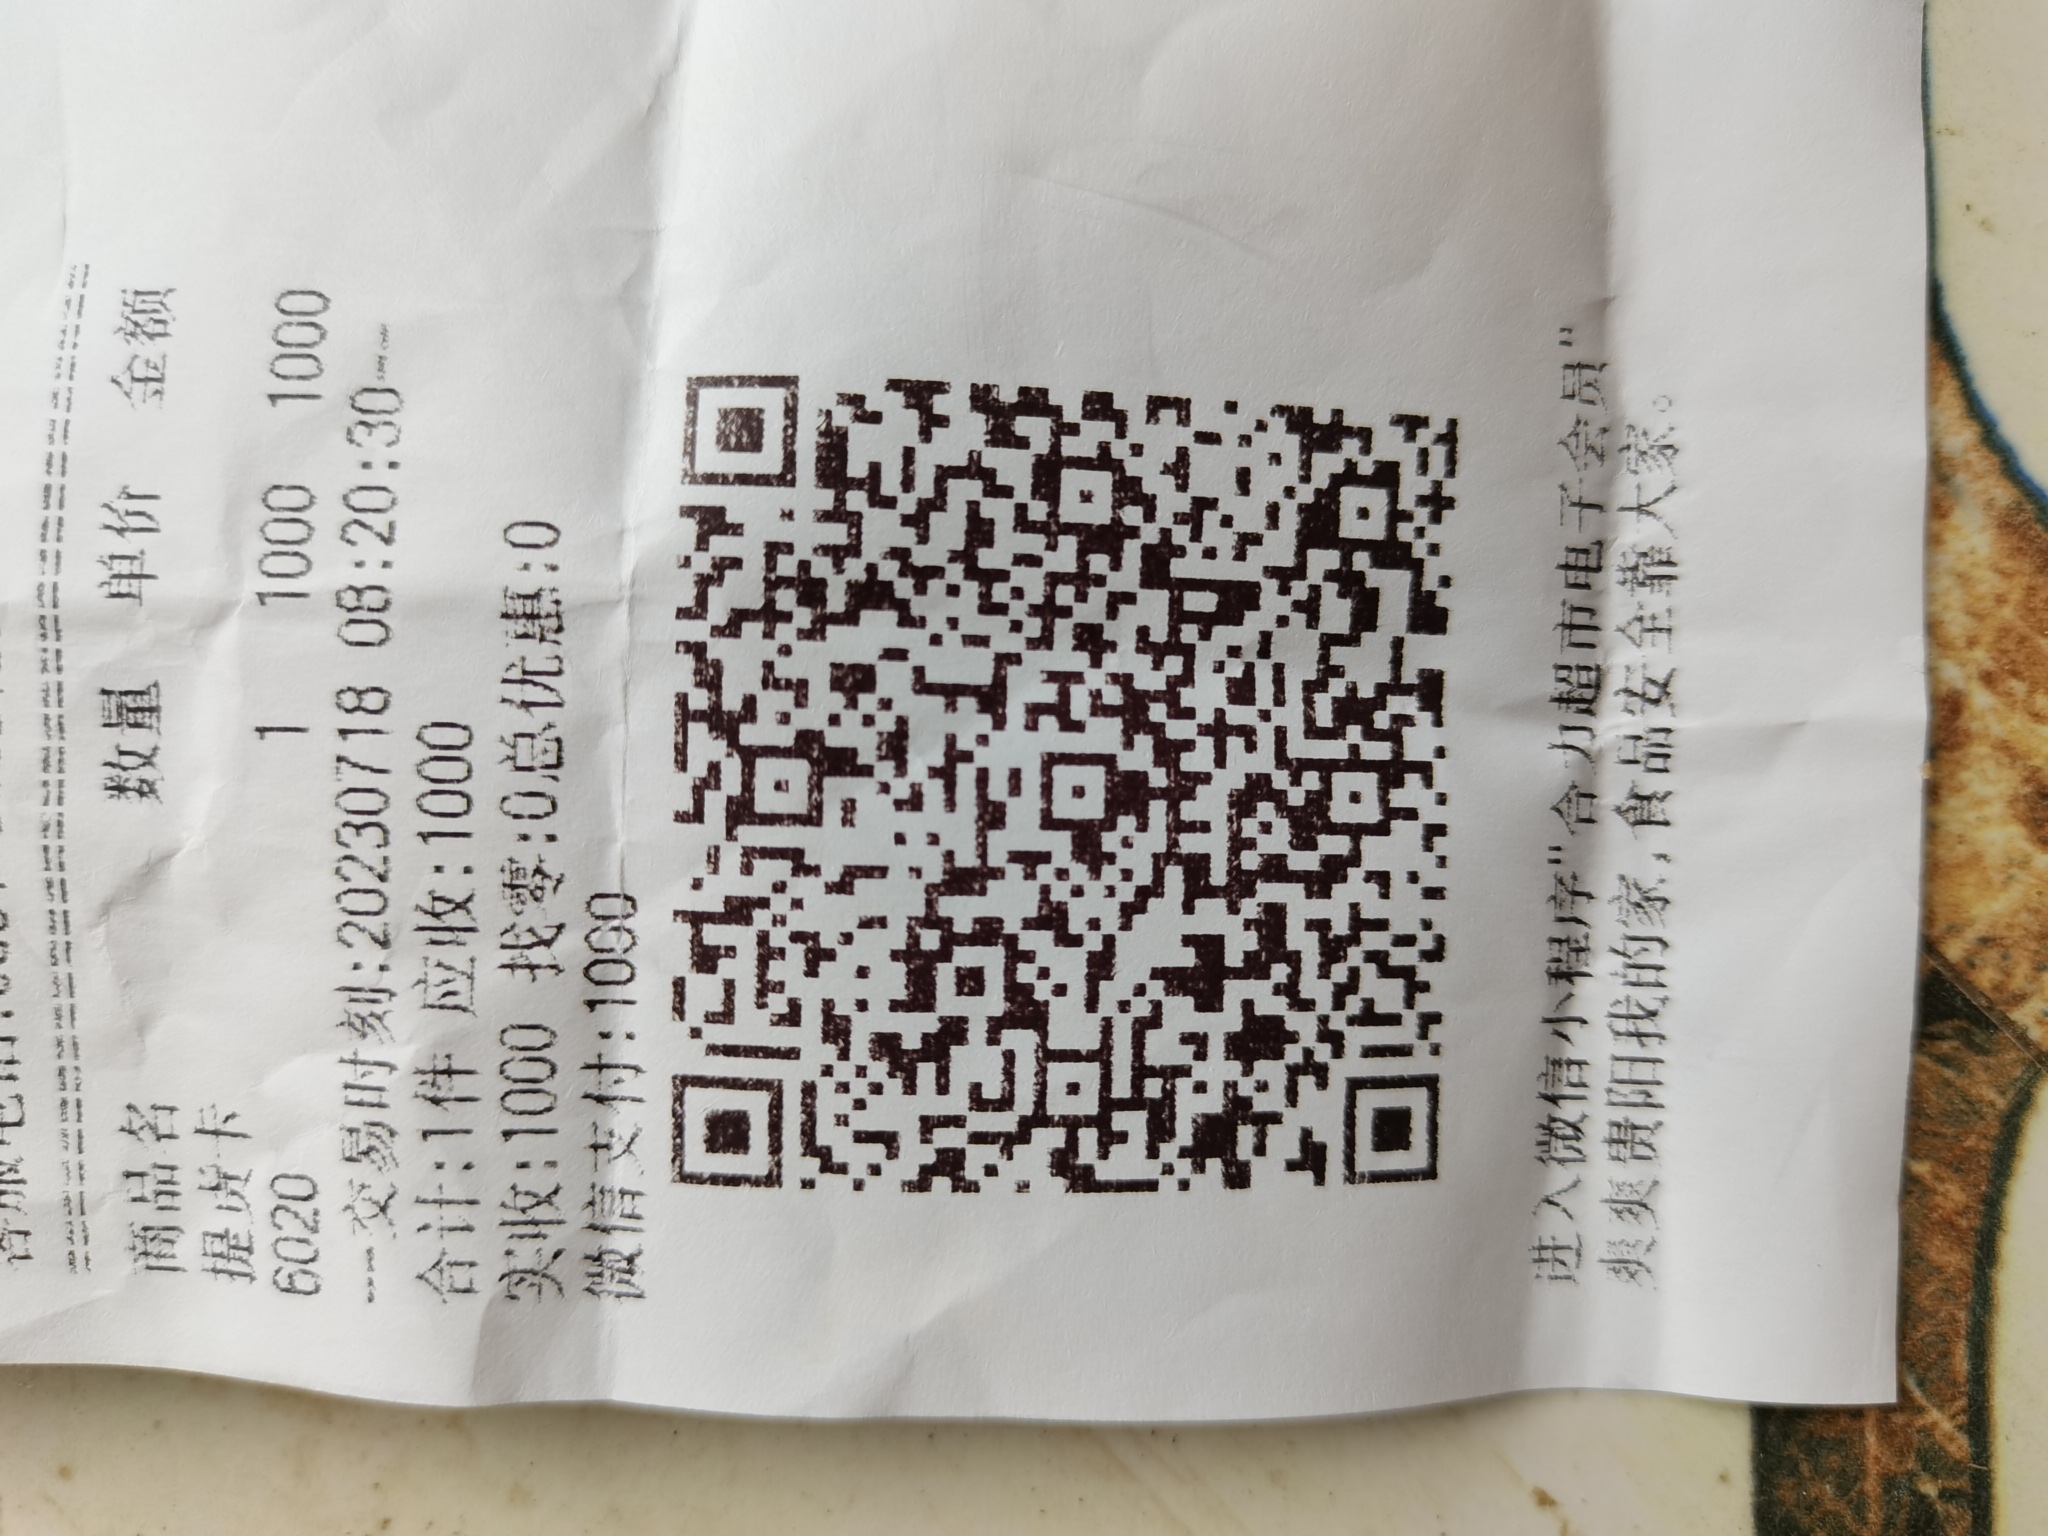 商品名 数量 单价 金额
提虎卡
6020 1 1000 1000
---交易时刻:20230718 08:20:30
合计:1件 应收:1000
实收:1000 找零:0总优惠:0
微信支付:1000
进入微信小程序"合力超市电子会员"
爽爽贵阳我的家,食品安全靠大家。